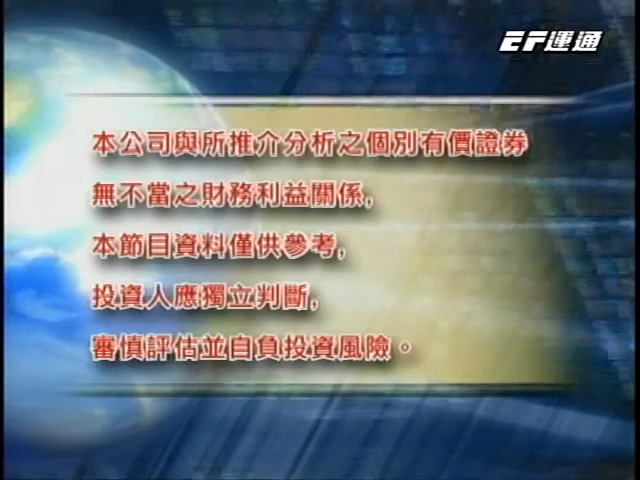 EF運通
本公司與所推介分析之個別有價證券
無不當之財務利益關係,
本節目資料僅供參考,
投資人應獨立判斷,
審慎評估並自負投資風險。